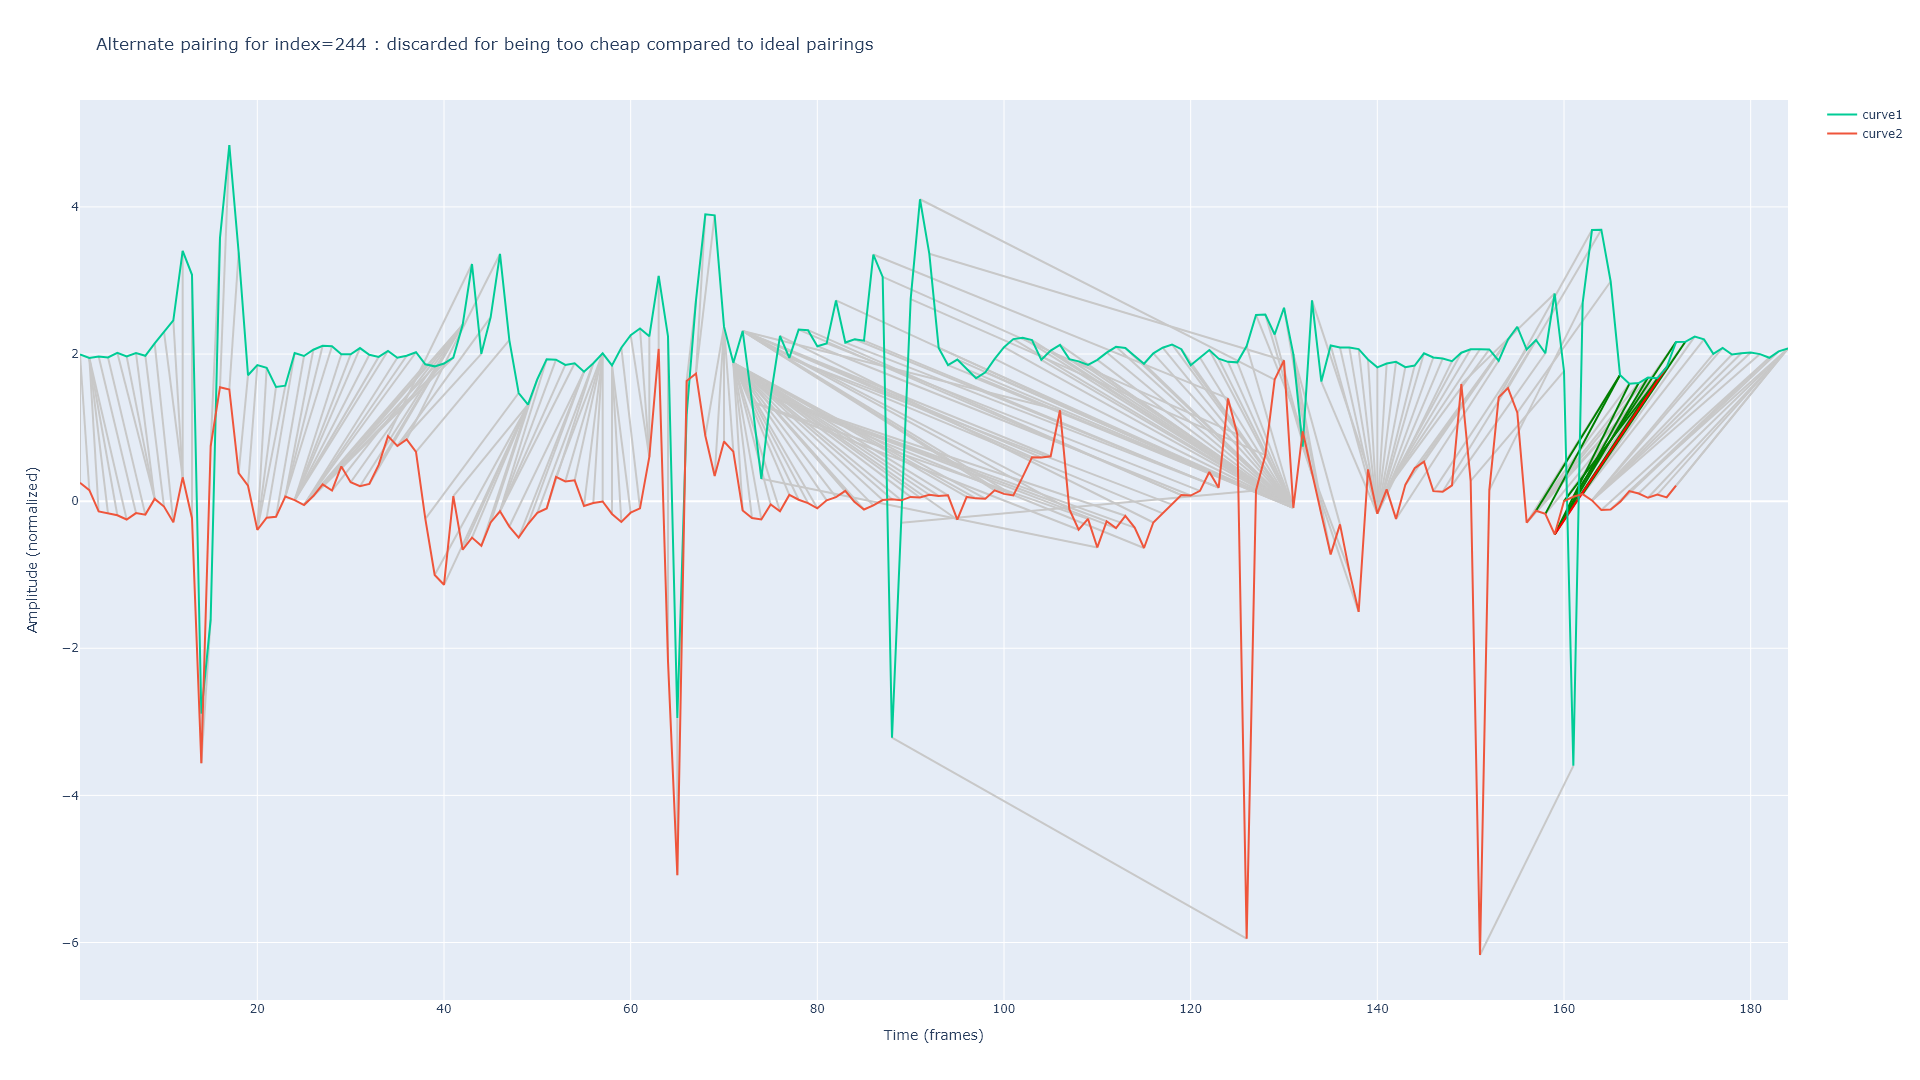 Alternate pairing for index=244 : discarded for being too cheap compared to ideal pairings
curve1
curve2
Amplitude (normalized)
4
2
0
−2
−4
−6
20 40 60 80 100 120 140 160 180
Time (frames)